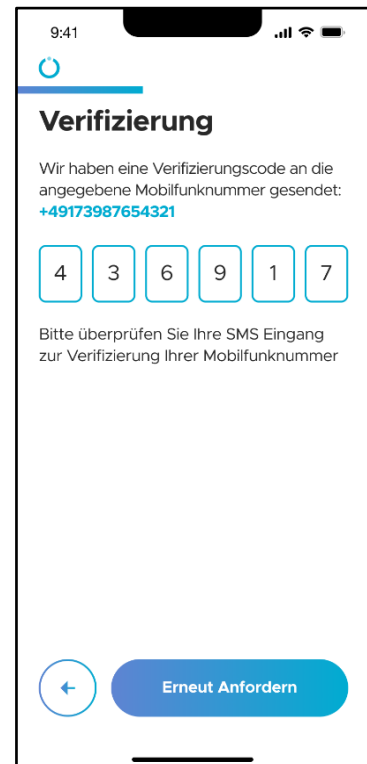 9:41
Verifizierung
Wir haben eine Verifizierungscode an die
angegebene Mobilfunknummer gesendet:
+49173987654321
4 3 6 9 1 7
Bitte überprüfen Sie Ihre SMS Eingang
zur Verifizierung Ihrer Mobilfunknummer
Erneut Anfordern